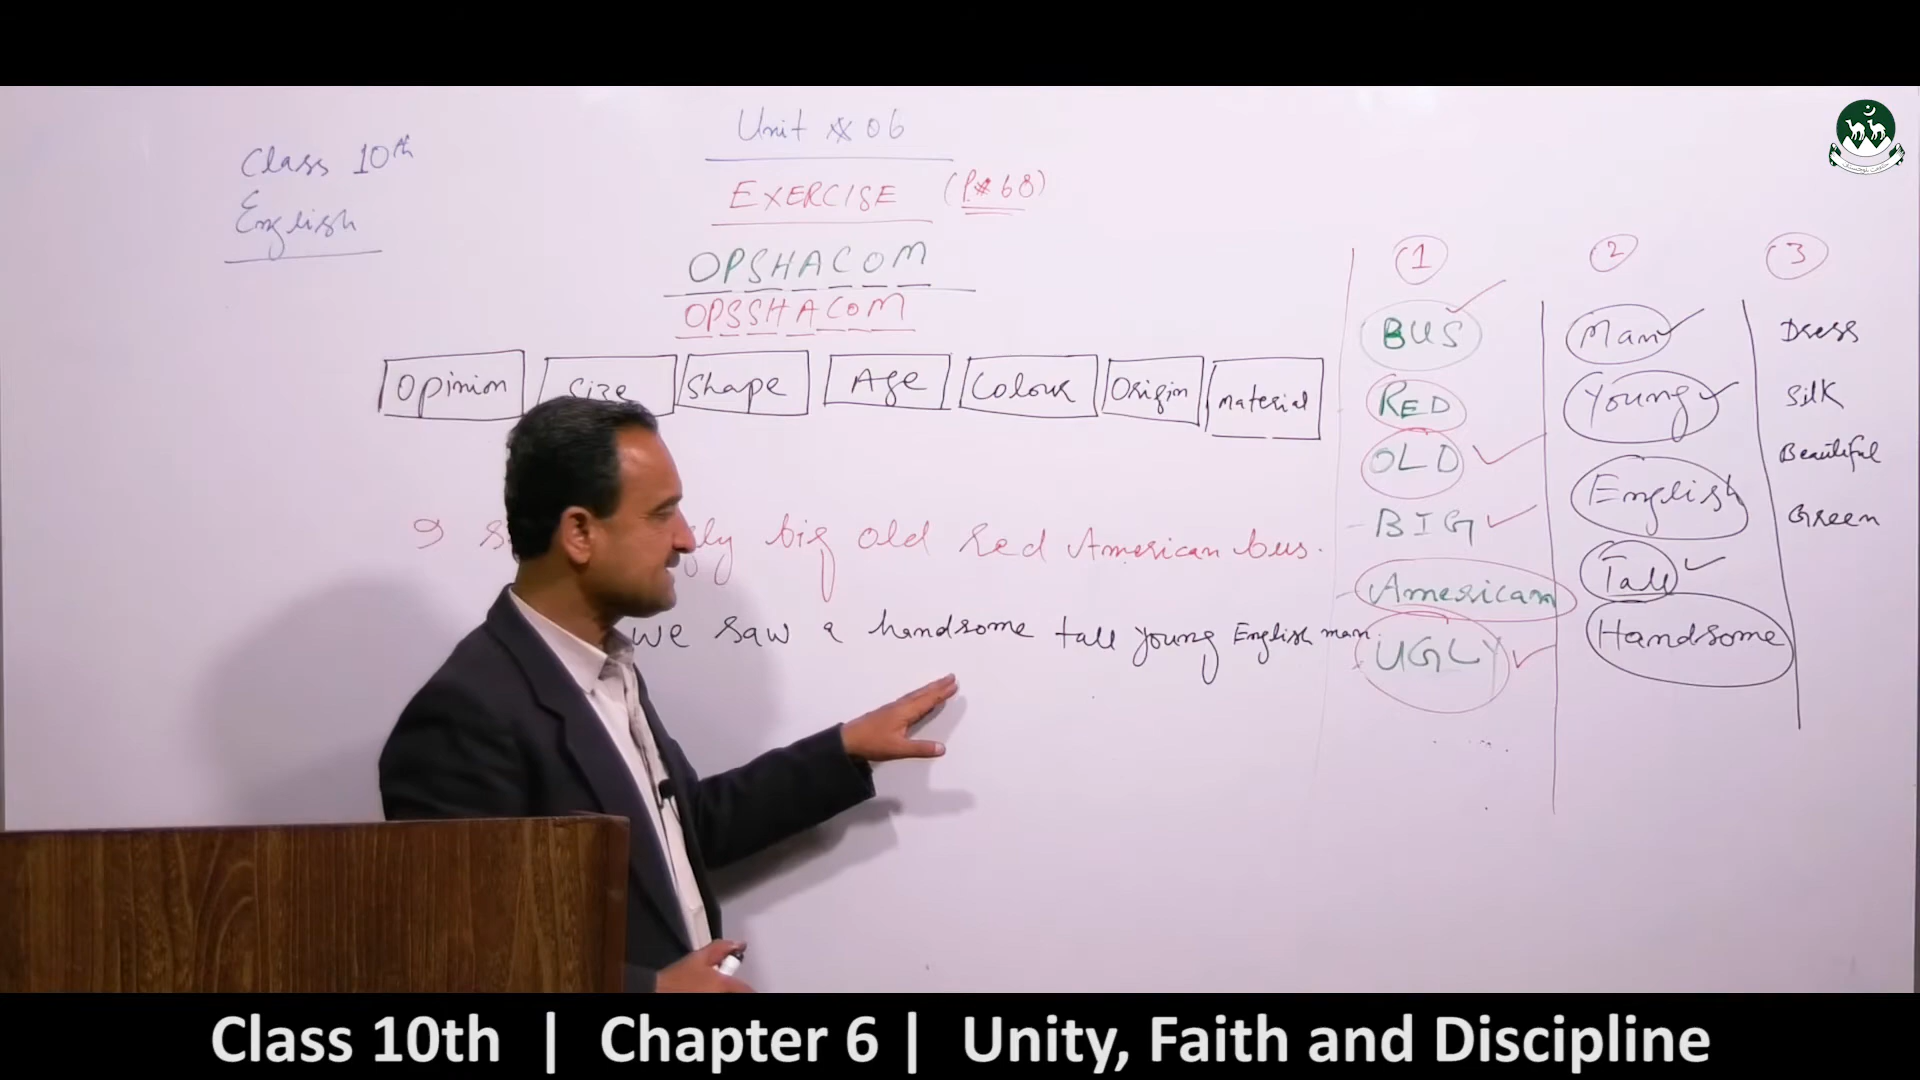 Class 10th
English
Unit # 06
EXERCISE (P.# 68)
OPSHACOM
OPSSHACOM
Opinion Size Shape Age Colour Origin Material
I big old red American bus.
We saw a handsome tall young English man.
1
BUS
RED
OLD
BIG
American
UGLY
2
Man
Young
English
Tall
Handsome
3
Dress
Silk
Beautiful
Green
Class 10th | Chapter 6 | Unity, Faith and Discipline